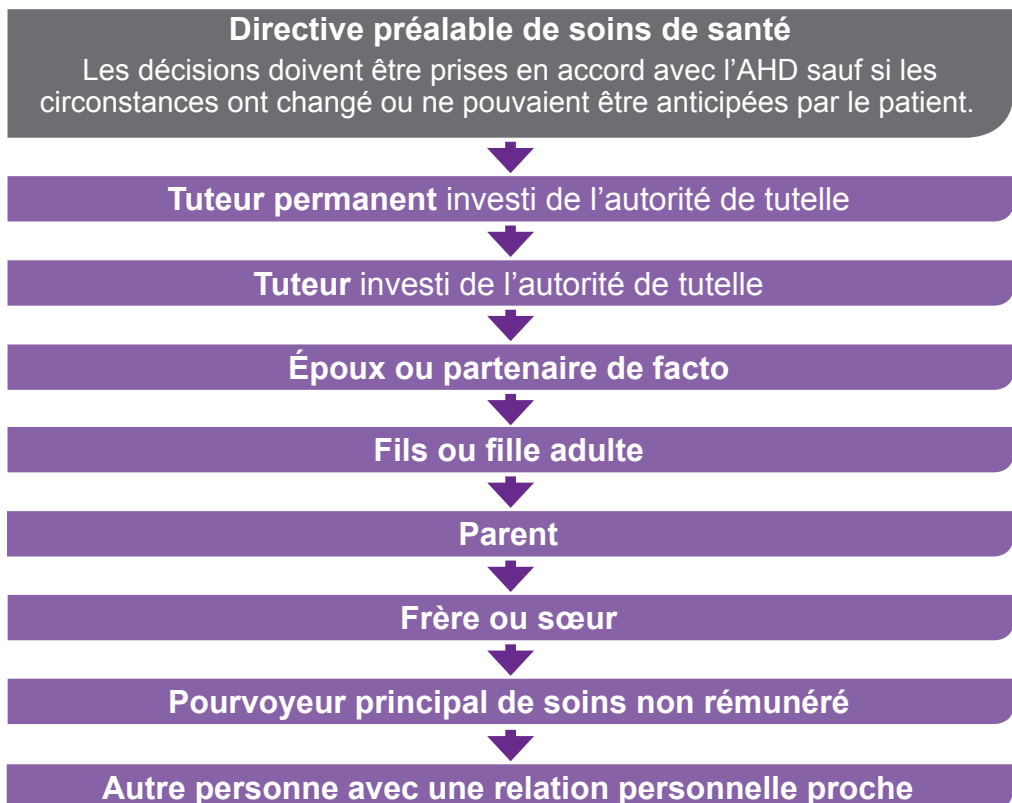 Directive préalable de soins de santé
Les décisions doivent être prises en accord avec l’AHD sauf si les
circonstances ont changé ou ne pouvaient être anticipées par le patient.
Tuteur permanent investi de l’autorité de tutelle
Tuteur investi de l’autorité de tutelle
Époux ou partenaire de facto
Fils ou fille adulte
Parent
Frère ou sœur
Pourvoyeur principal de soins non rémunéré
Autre personne avec une relation personnelle proche